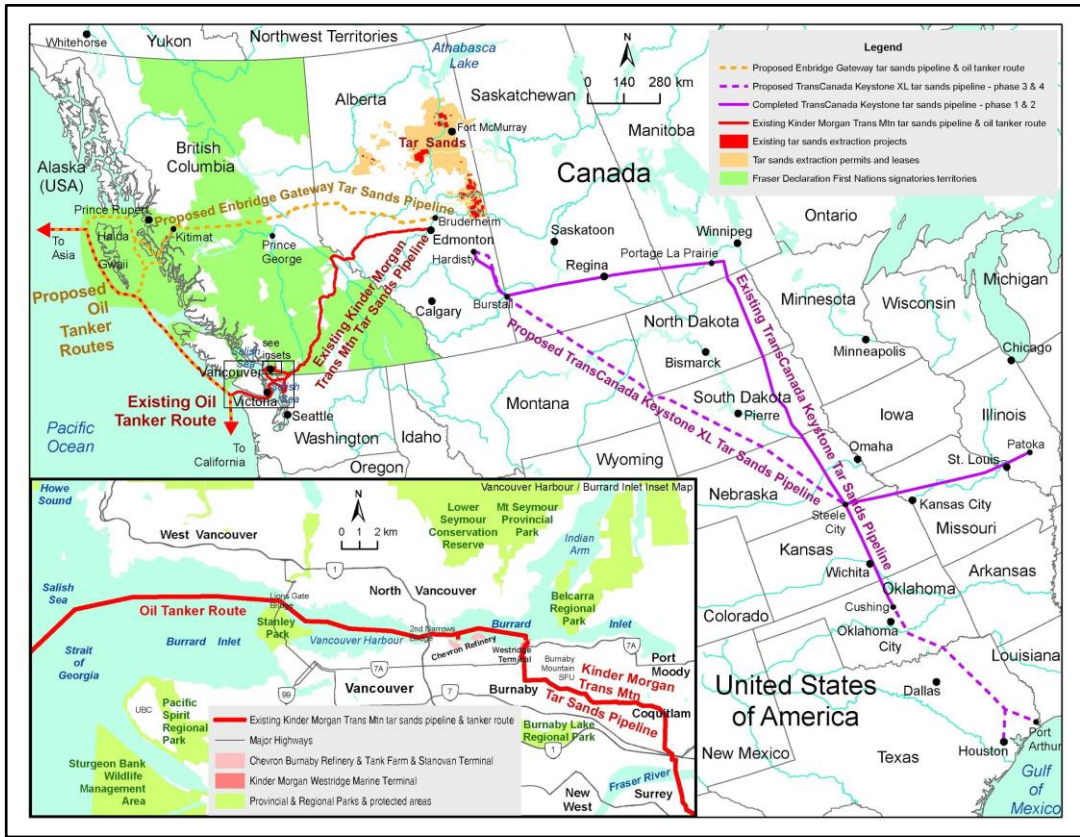 Whitehorse
Yukon
Northwest Territories
Athabasca
Lake
Alberta
Saskatchewan
Manitoba
Fort McMurray
Tar Sands
British
Columbia
Canada
Alaska
(USA)
N
0 140 280 km
Legend
Proposed Enbridge Gateway tar sands pipeline & oil tanker route
Proposed TransCanada Keystone XL tar sands pipeline - phase 3 & 4
Completed TransCanada Keystone tar sands pipeline - phase 1 & 2
Existing Kinder Morgan Trans Mtn tar sands pipeline & oil tanker route
Existing tar sands extraction projects
Tar sands extraction permits and leases
Fraser Declaration First Nations signatories territories
Proposed Enbridge Gateway Tar Sands Pipeline
Prince Rupert
Haida
Gwaii
Kitimat
Prince
George
To
Asia
Bruderheim
Edmonton
Hardisty
Saskatoon
Regina
Portage La Prairie
Winnipeg
Ontario
Burstall
Calgary
Existing Kinder Morgan
Trans Mtn Tar Sands Pipeline
Proposed
Oil
Tanker
Routes
see
insets
Salish
Sea
Vancouver
Salish
Sea
Victoria
Seattle
Existing Oil
Tanker Route
Pacific
Ocean
To
California
Washington
Oregon
Idaho
Montana
Wyoming
North Dakota
Bismarck
South Dakota
Pierre
Minnesota
Minneapolis
Wisconsin
Michigan
Chicago
Iowa
Illinois
Omaha
Patoka
St. Louis
Proposed TransCanada Keystone XL Tar Sands Pipeline
Existing TransCanada Keystone Tar Sands Pipeline
Nebraska
Steele
City
Kansas City
Missouri
Kansas
Wichita
Arkansas
Oklahoma
Cushing
Oklahoma
City
Colorado
Louisiana
United States
of America
Dallas
New Mexico
Texas
Houston
Port
Arthur
Gulf
of
Mexico
Vancouver Harbour / Burrard Inlet Inset Map
Howe
Sound
West Vancouver
N
0 1 2 km
Lower
Seymour
Conservation
Reserve
Mt Seymour
Provincial
Park
Indian
Arm
1
North Vancouver
Salish
Sea
Oil Tanker Route
Lions Gate
Bridge
Stanley
Park
Burrard Inlet
Vancouver Harbour
2nd Narrows
Bridge
Chevron Refinery
Burrard Inlet
Belcarra
Regional
Park
Westridge
Terminal
Burnaby
Mountain
SFU
7A
Port
Moody
Strait
of
Georgia
7A
99
Vancouver
7
Burnaby
Kinder Morgan
Trans Mtn
Tar Sands Pipeline
Coquitlam
UBC
Pacific
Spirit
Regional
Park
Burnaby Lake
Regional Park
1
Sturgeon Bank
Wildlife
Management
Area
Fraser River
New
West
Surrey
Existing Kinder Morgan Trans Mtn tar sands pipeline & tanker route
Major Highways
Chevron Burnaby Refinery & Tank Farm & Stanovan Terminal
Kinder Morgan Westridge Marine Terminal
Provincial & Regional Parks & protected areas